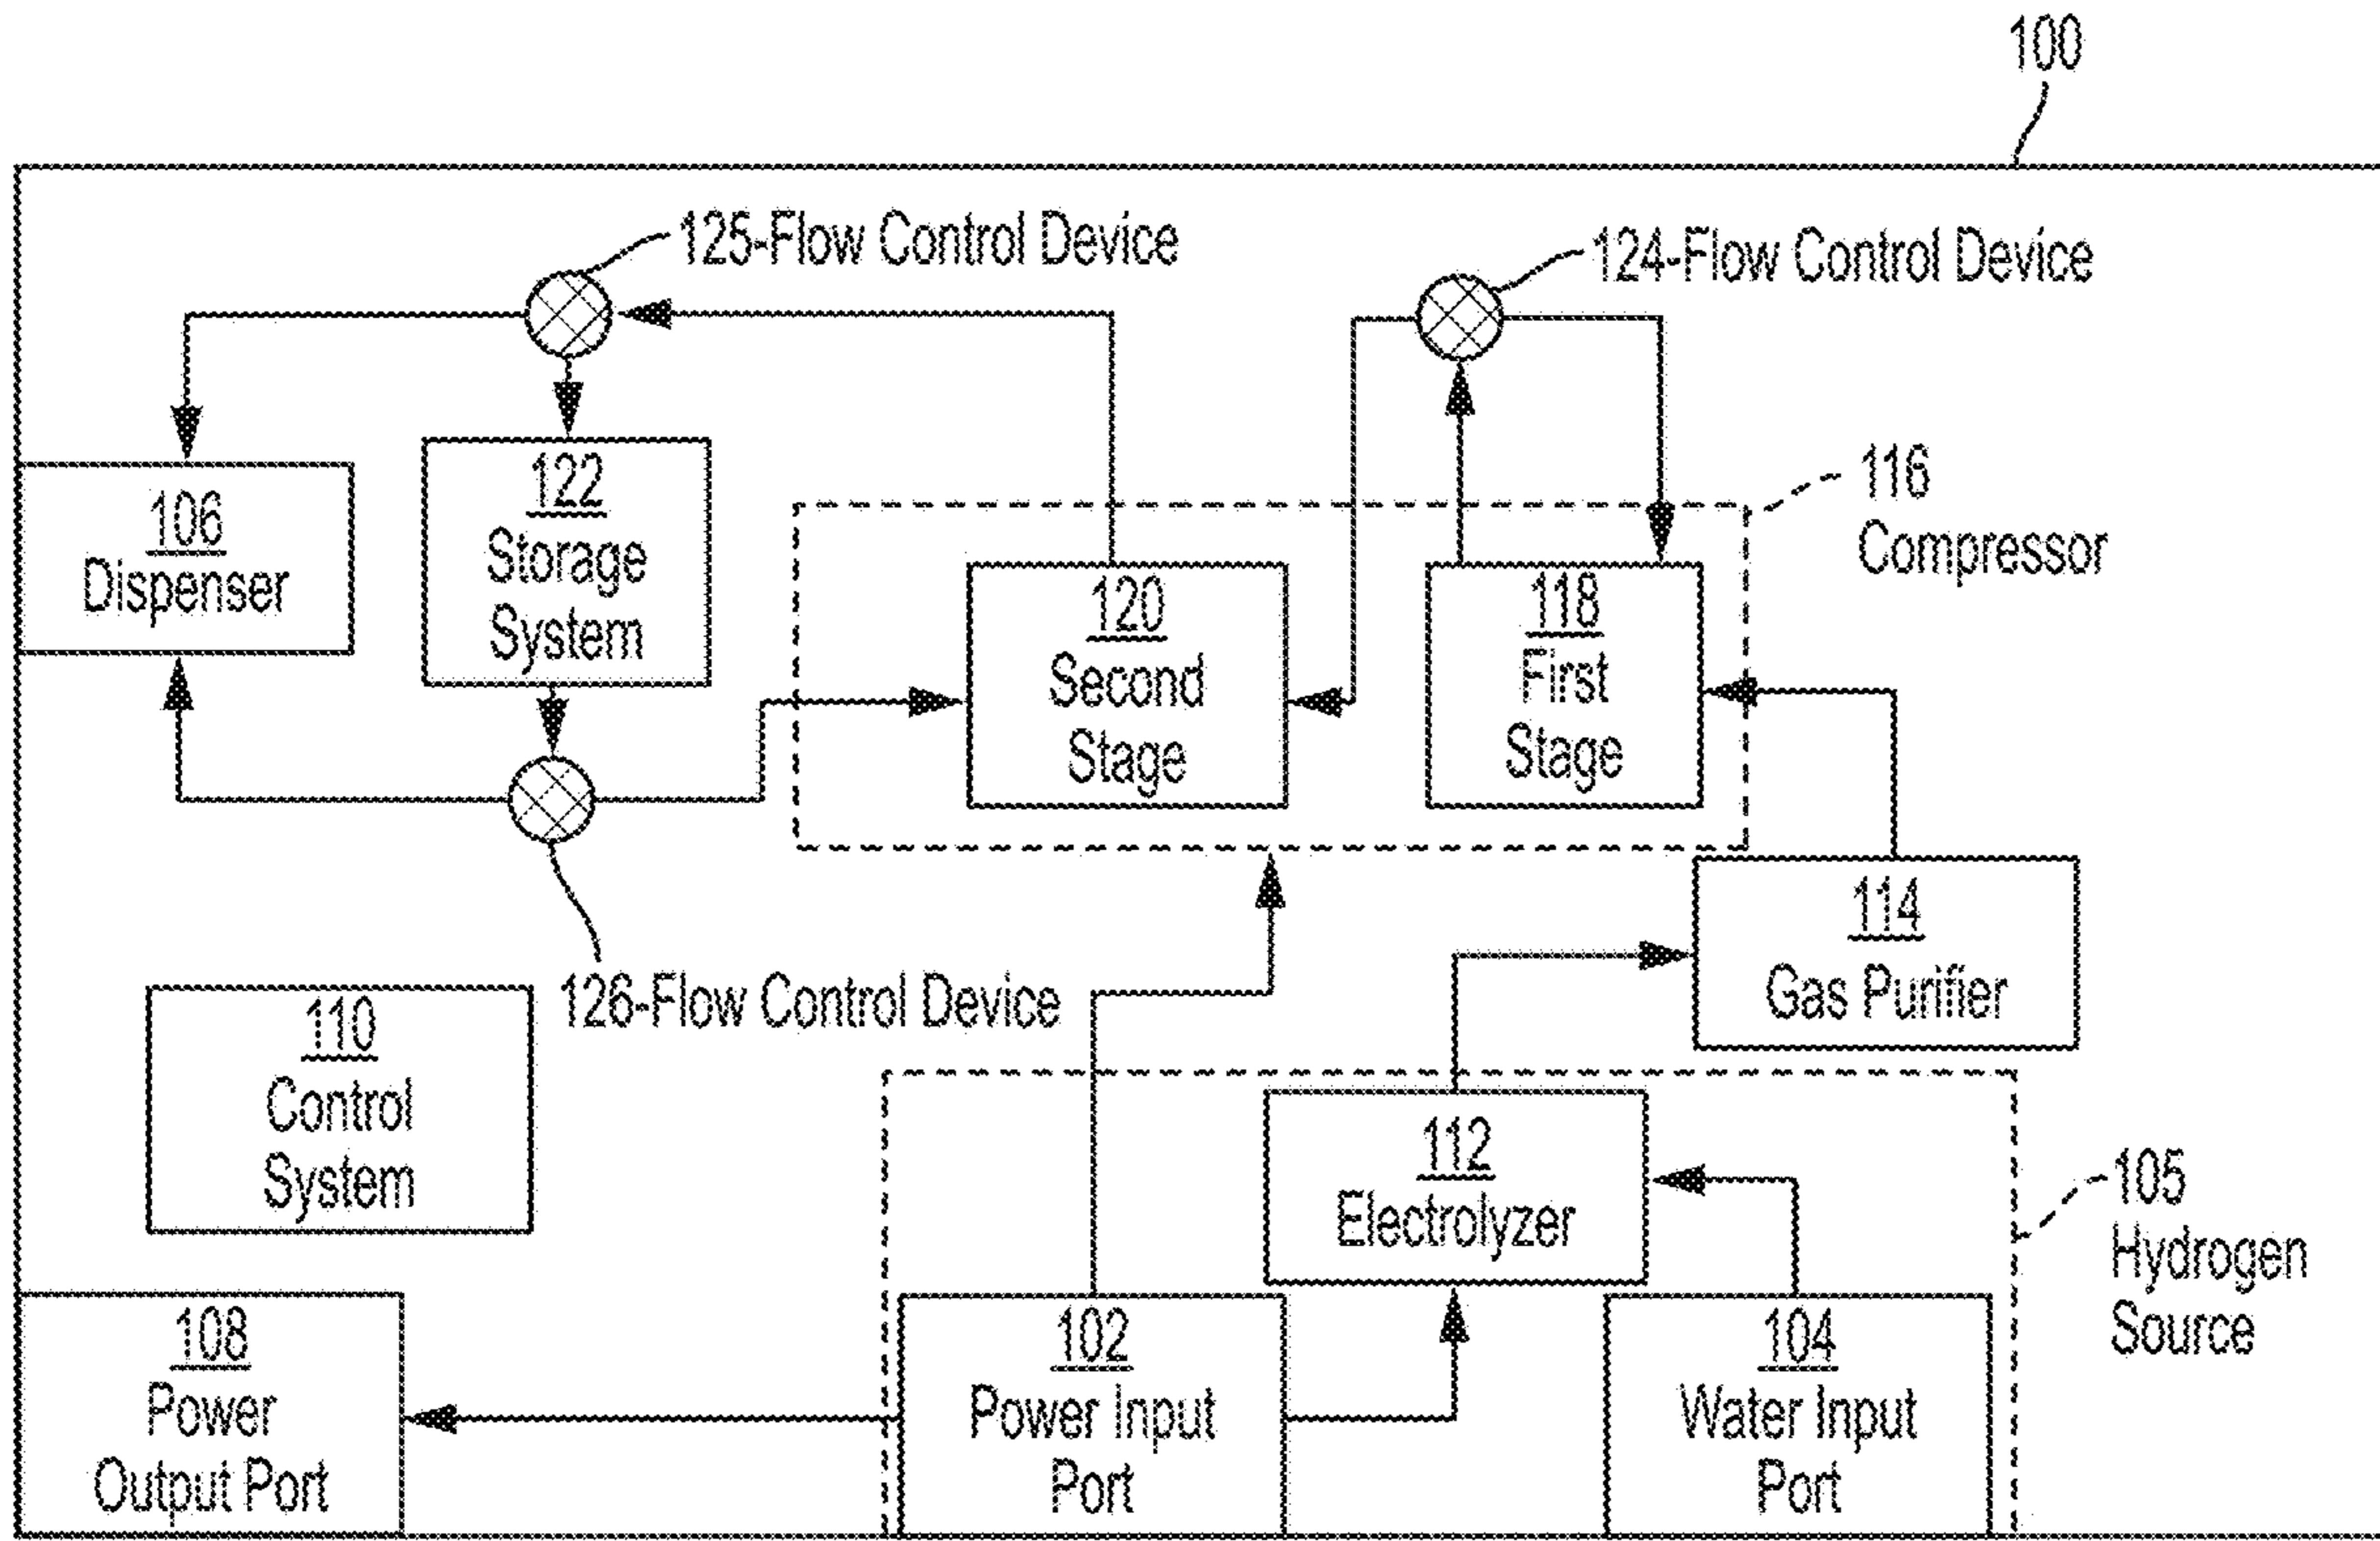 100
125-Flow Control Device
124-Flow Control Device
116
Compressor
106
Dispenser
122
Storage
System
120
Second
Stage
118
First
Stage
114
Gas Purifier
126-Flow Control Device
110
Control
System
112
Electrolyzer
105
Hydrogen
Source
108
Power
Output Port
102
Power Input
Port
104
Water Input
Port